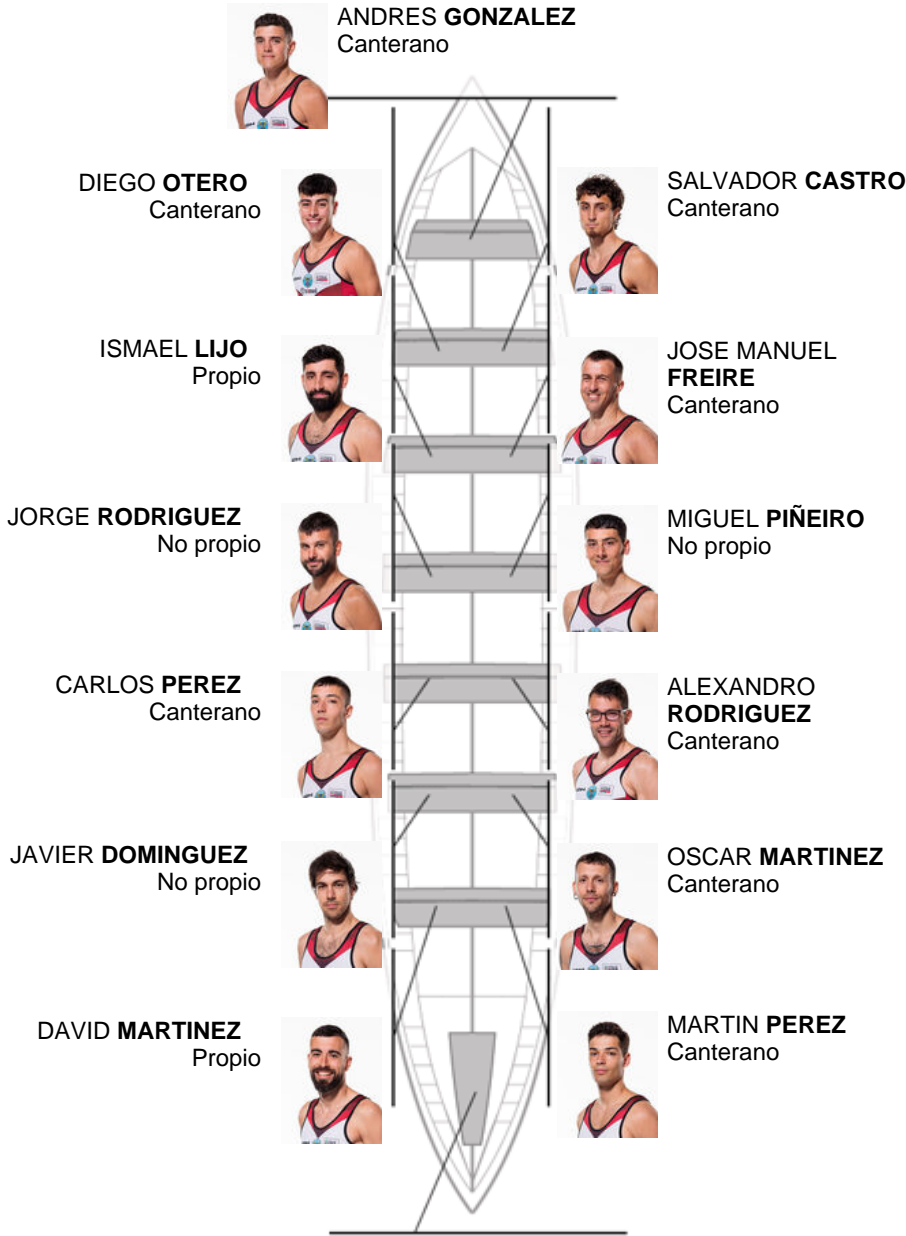 ANDRES GONZALEZ
Canterano
DIEGO OTERO
Canterano
SALVADOR CASTRO
Canterano
ISMAEL LIJO
Propio
JOSE MANUEL
FREIRE
Canterano
JORGE RODRIGUEZ
No propio
MIGUEL PIÑEIRO
No propio
CARLOS PEREZ
Canterano
ALEXANDRO
RODRIGUEZ
Canterano
JAVIER DOMINGUEZ
No propio
OSCAR MARTINEZ
Canterano
DAVID MARTINEZ
Propio
MARTIN PEREZ
Canterano